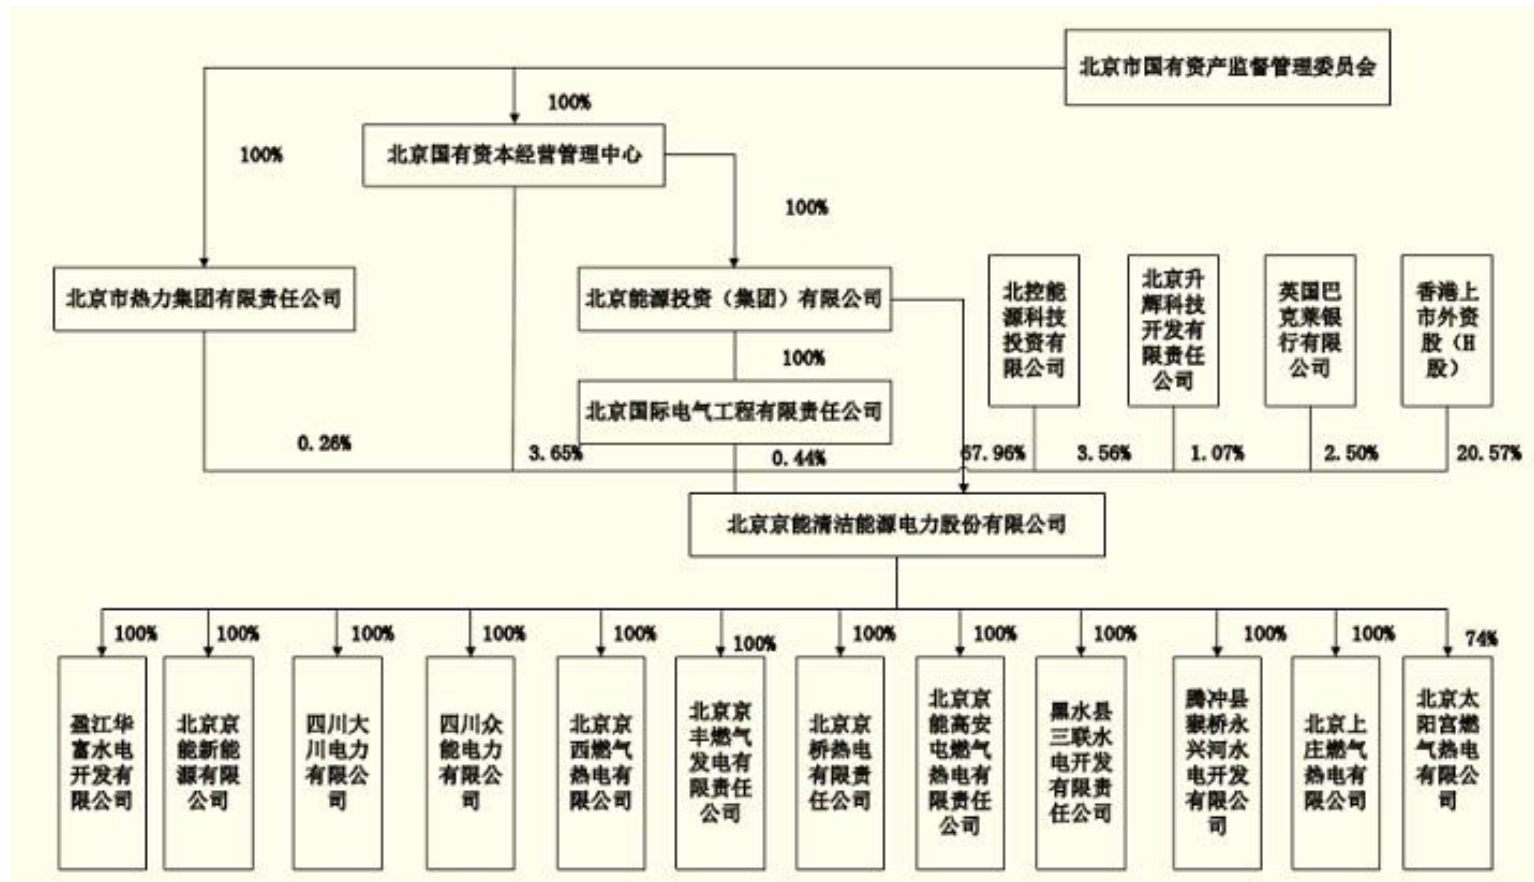 北京市国有资产监督管理委员会
100%
北京国有资本经营管理中心
100%
100%
北京市热力集团有限责任公司
北京能源投资（集团）有限公司
北控能
源科技
投资有
限公司
北京升
辉科技
开发有
限责任
公司
英国巴
克莱银
行有限
公司
香港上
市外资
股（H
股）
100%
北京国际电气工程有限责任公司
0.26%
3.65%
0.44%
67.96%
3.56%
1.07%
2.50%
20.57%
北京京能清洁能源电力股份有限公司
100%
100%
100%
100%
100%
100%
100%
100%
100%
100%
100%
74%
盈江华
富水电
开发有
限公司
北京京
能新能
源有限
公司
四川大
川电力
有限公
司
四川众
能电力
有限公
司
北京京
西燃气
热电有
限公司
北京京
丰燃气
发电有
限责任
公司
北京京
桥热电
有限责
任公司
北京京
能高安
屯燃气
热电有
限责任
公司
黑水县
三联水
电开发
有限责
任公司
腾冲县
猴桥永
兴河水
电开发
有限公
司
北京上
庄燃气
热电有
限公司
北京太
阳宫燃
气热电
有限公
司